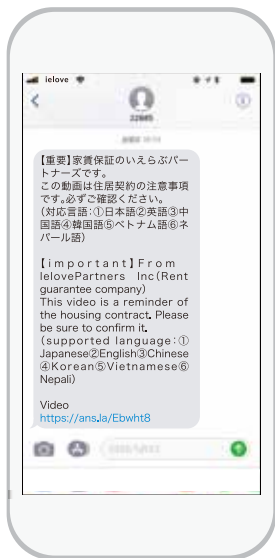 ielove
22845
【重要】家賃保証のいえらぶパー
トナーズです。
この動画は住居契約の注意事項
です。必ずご確認ください。
(対応言語:①日本語②英語③中
国語④韓国語⑤ベトナム語⑥ネ
パール語)
【important】From
IelovePartners Inc(Rent
guarantee company)
This video is a reminder of
the housing contract. Please
be sure to confirm it.
(supported language:①
Japanese②English③Chinese
④Korean⑤Vietnamese⑥
Nepali)
Video
https://ans.la/Ebwht8